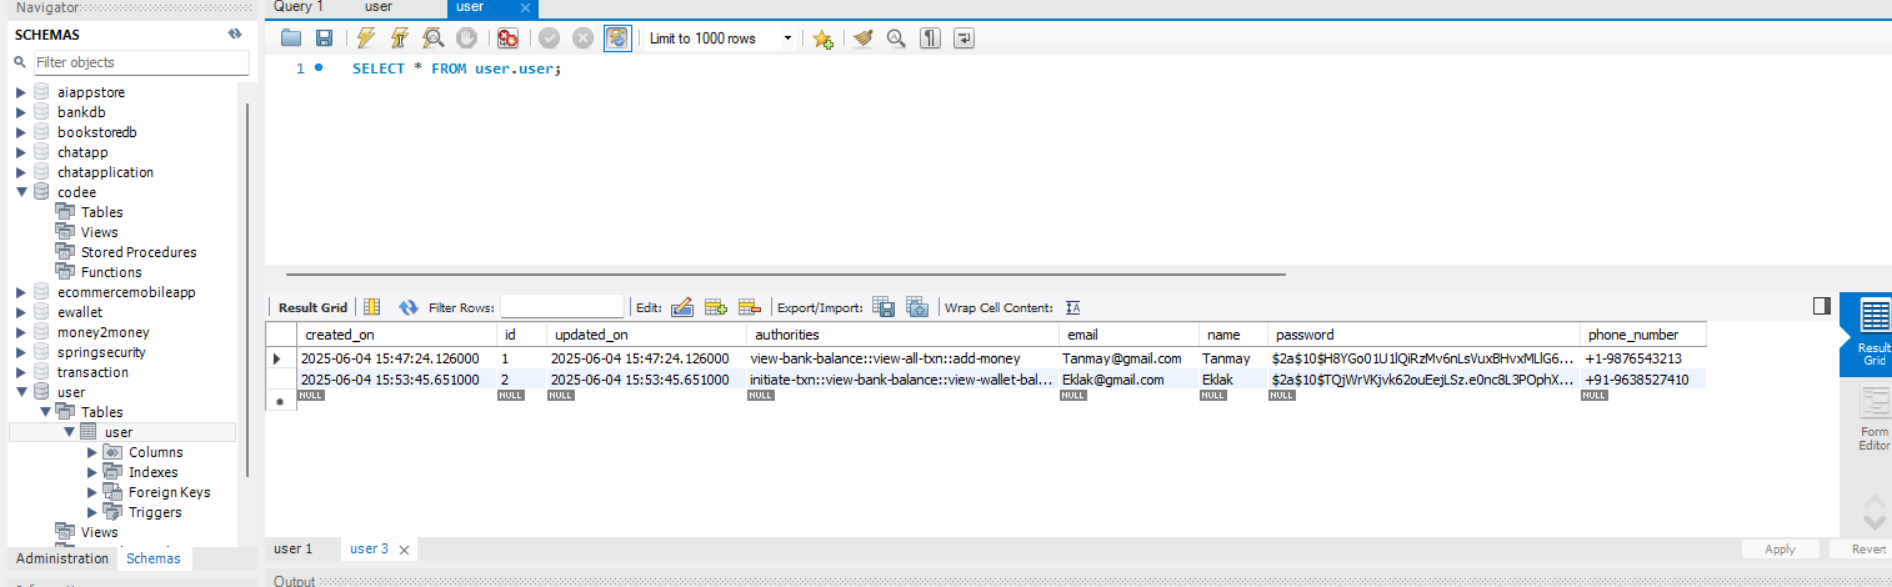 Navigator
Query 1 user user
SCHEMAS
Limit to 1000 rows
Filter objects
1 SELECT * FROM user.user;
aiappstore
bankdb
bookstoredb
chatapp
chatapplication
codee
Tables
Views
Stored Procedures
Functions
ecommercemobileapp
ewallet
money2money
springsecurity
transaction
user
Tables
user
Columns
Indexes
Foreign Keys
Triggers
Views
Administration Schemas
Result Grid Filter Rows: Edit: Export/Import: Wrap Cell Content:
created_on id updated_on authorities email name password phone_number
2025-06-04 15:47:24.126000 1 2025-06-04 15:47:24.126000 view-bank-balance::view-all-txn::add-money Tanmay@gmail.com Tanmay +1-9876543213
2025-06-04 15:53:45.651000 2 2025-06-04 15:53:45.651000 initiate-txn::view-bank-balance::view-wallet-bal... Eklak@gmail.com Eklak +91-9638527410
NULL NULL NULL NULL NULL NULL NULL NULL
Result
Grid
Form
Editor
user 1 user 3
Apply Revert
Output